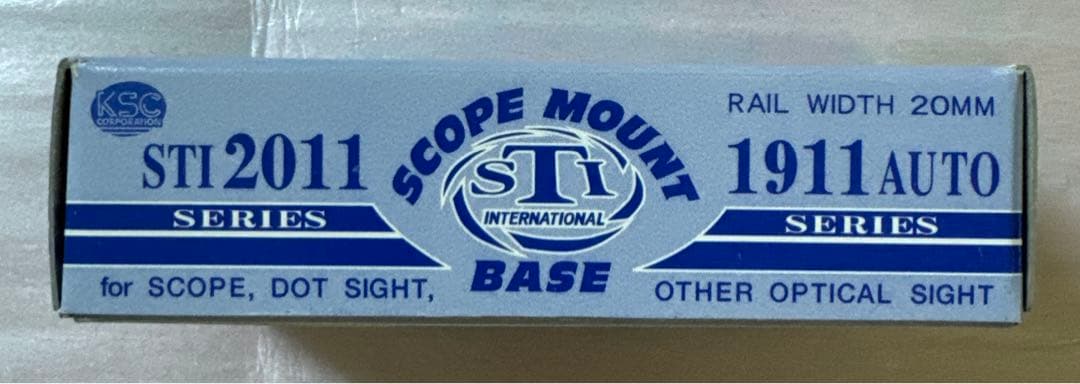 KSC
CORPORATION
STI 2011
SERIES
for SCOPE, DOT SIGHT,
SCOPE MOUNT
STI
INTERNATIONAL
BASE
RAIL WIDTH 20MM
1911 AUTO
SERIES
OTHER OPTICAL SIGHT